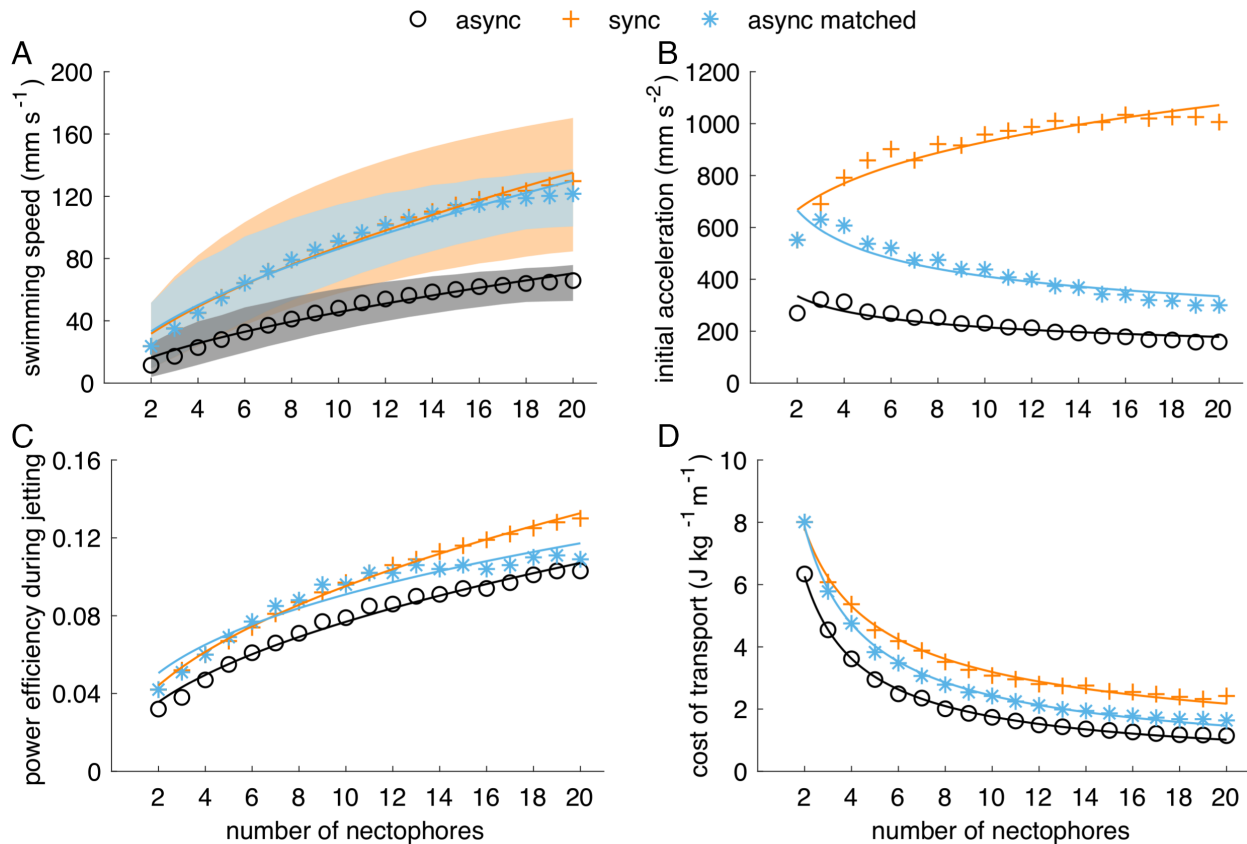 async sync async matched
A
swimming speed (mm s⁻¹)
200
160
120
80
40
0
2 4 6 8 10 12 14 16 18 20
B
initial acceleration (mm s⁻²)
1200
1000
800
600
400
200
0
2 4 6 8 10 12 14 16 18 20
C
power efficiency during jetting
0.16
0.12
0.08
0.04
0
2 4 6 8 10 12 14 16 18 20
number of nectophores
D
cost of transport (J kg⁻¹m⁻¹)
10
8
6
4
2
0
2 4 6 8 10 12 14 16 18 20
number of nectophores